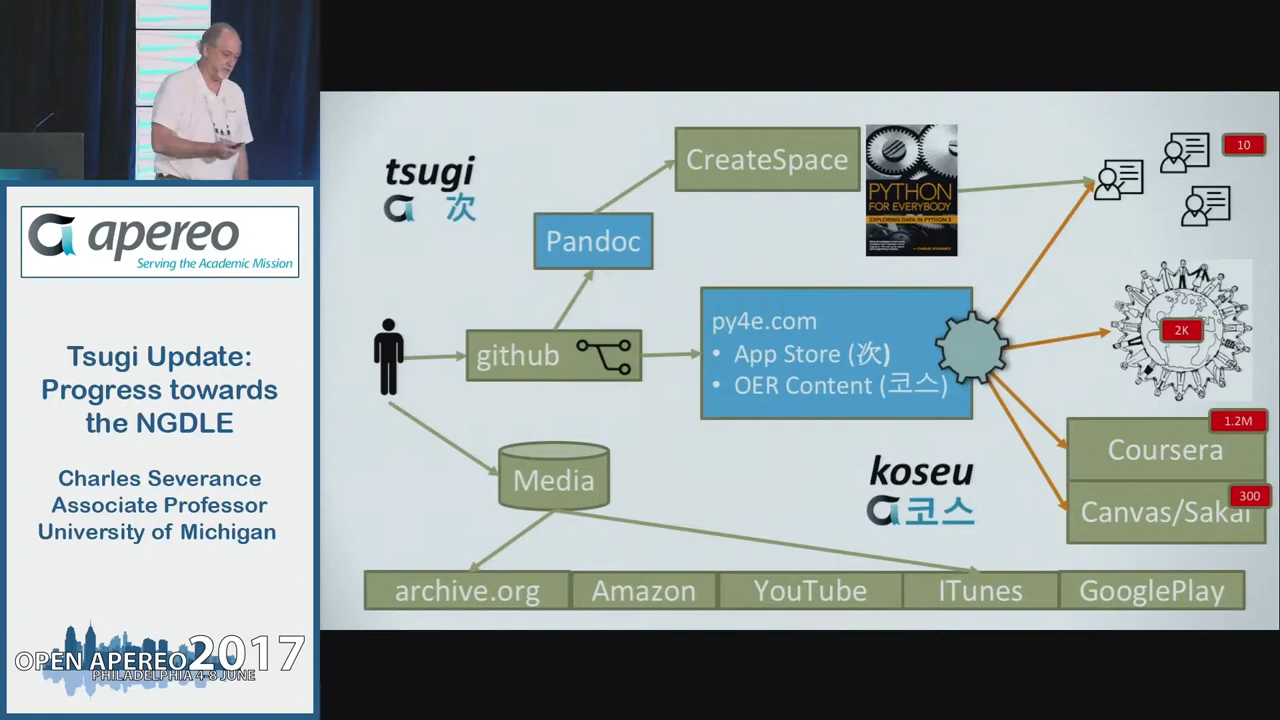 apereo
Serving the Academic Mission
Tsugi Update:
Progress towards
the NGDLE
Charles Severance
Associate Professor
University of Michigan
OPEN APEREO 2017
PHILADELPHIA 4-8 JUNE
tsugi
次
CreateSpace
PYTHON
FOR EVERYBODY
EXPLORING DATA IN PYTHON 3
10
Pandoc
github
py4e.com
• App Store (次)
• OER Content (코스)
2K
1.2M
Coursera
300
Canvas/Sakai
Media
koseu
코스
archive.org
Amazon
YouTube
ITunes
GooglePlay